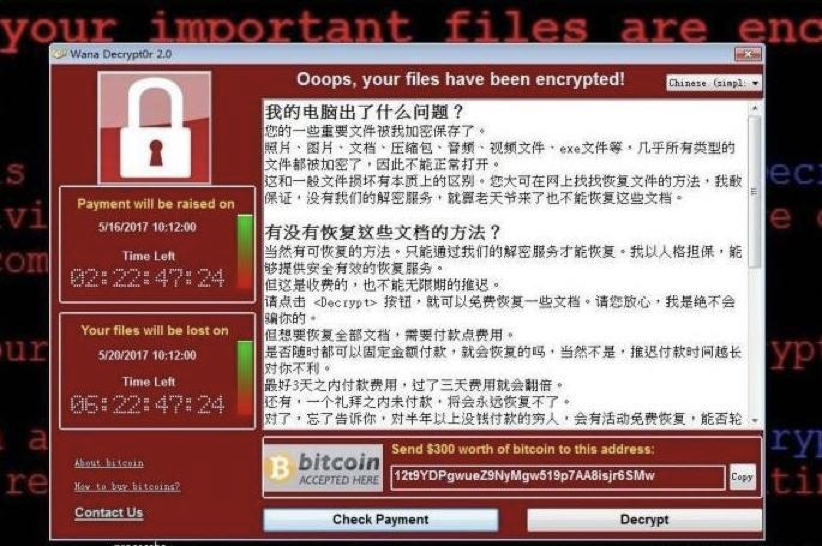 your important files are enc
Wana Decrypt0r 2.0
Ooops, your files have been encrypted!
Chinese (simpl:
我的电脑出了什么问题？
您的一些重要文件被我加密保存了。
照片、图片、文档、压缩包、音频、视频文件、exe文件等，几乎所有类型的
文件都被加密了，因此不能正常打开。
这和一般文件损坏有本质上的区别。您大可在网上找找恢复文件的方法，我敢
保证，没有我们的解密服务，就算老天爷来了也不能恢复这些文档。
有没有恢复这些文档的方法？
当然有可恢复的方法。只能通过我们的解密服务才能恢复。我以人格担保，能
够提供安全有效的恢复服务。
但这是收费的，也不能无限期的推迟。
请点击 <Decrypt> 按钮，就可以免费恢复一些文档。请您放心，我是绝不会
骗你的。
但想要恢复全部文档，需要付款点费用。
是否随时都可以固定金额付款，就会恢复的吗，当然不是，推迟付款时间越长
对你不利。
最好3天之内付款费用，过了三天费用就会翻倍。
还有，一个礼拜之内未付款，将会永远恢复不了。
对了，忘了告诉你，对半年以上没钱付款的穷人，会有活动免费恢复，能否轮
Payment will be raised on
5/16/2017 10:12:00
Time Left
02:22:47:24
Your files will be lost on
5/20/2017 10:12:00
Time Left
06:22:47:24
About bitcoin
How to buy bitcoins?
Contact Us
bitcoin
ACCEPTED HERE
Send $300 worth of bitcoin to this address:
12t9YDPgwueZ9NyMgw519p7AA8isjr6SMw
Copy
Check Payment
Decrypt